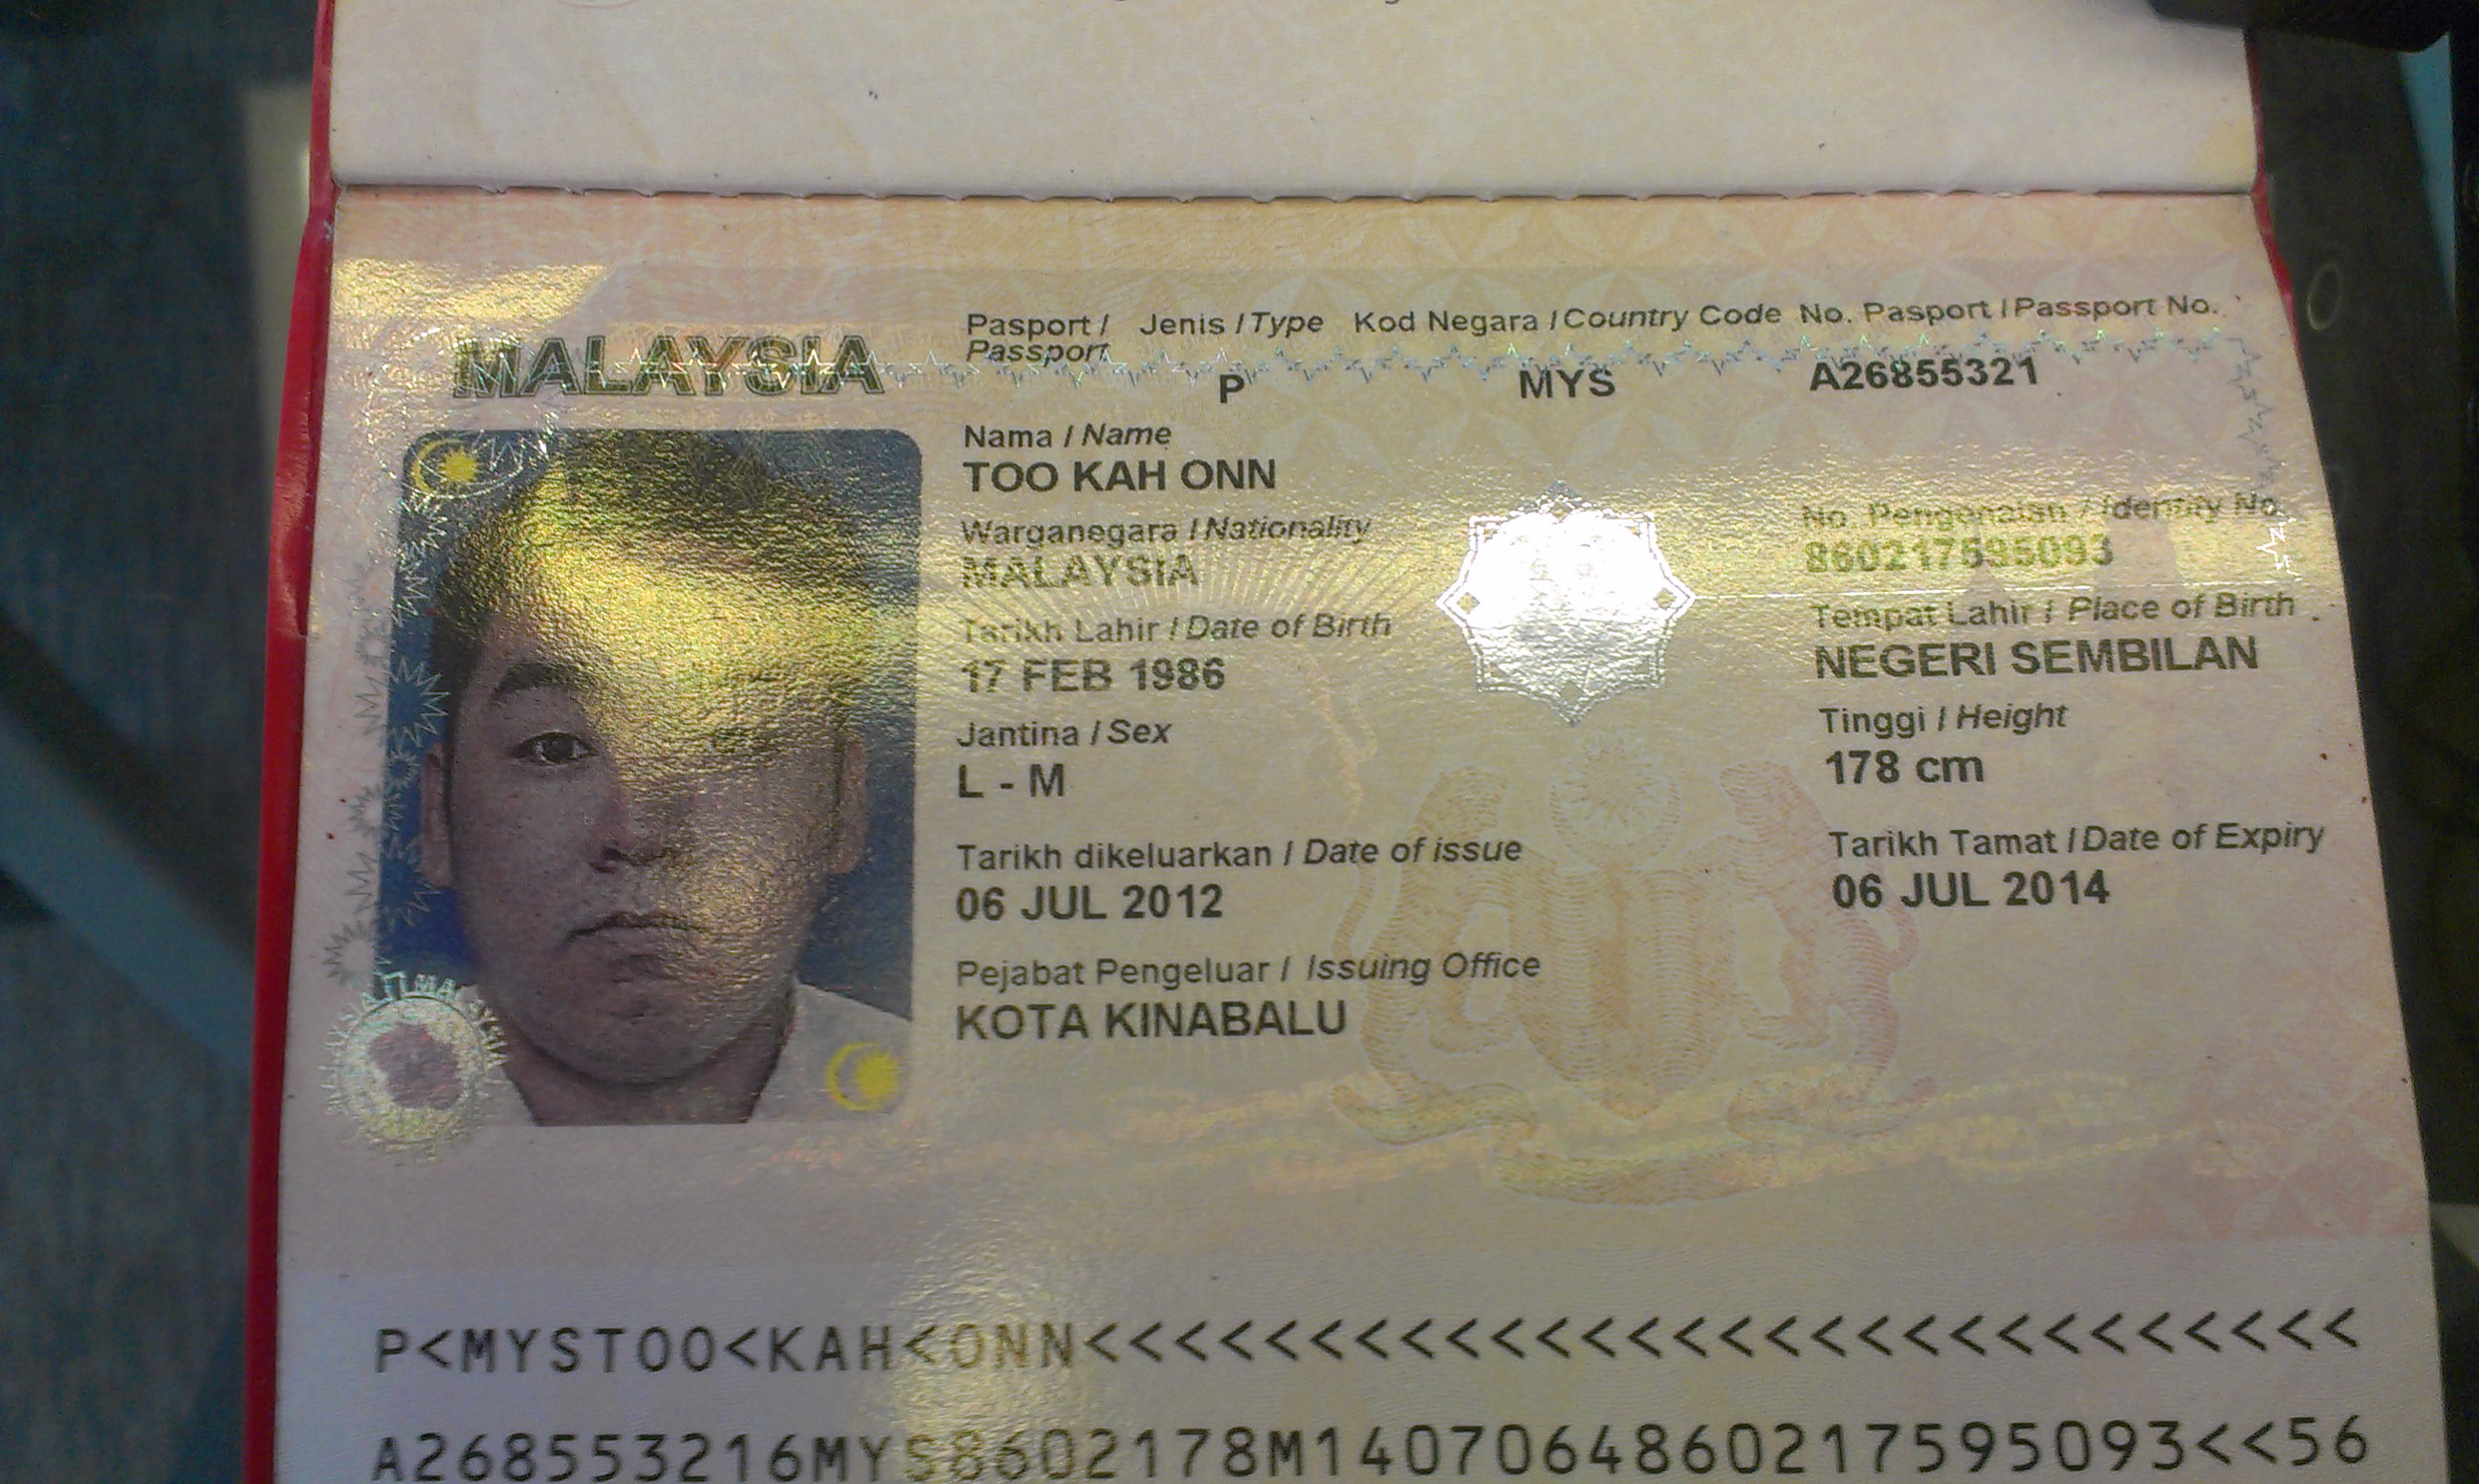 MALAYSIA
Pasport / Jenis / Type Kod Negara / Country Code No. Pasport / Passport No.
Passport
P MYS A26855321
Nama / Name
TOO KAH ONN
Warganegara / Nationality No. Pengenalan / Identity No.
MALAYSIA 860217595093
Tarikh Lahir / Date of Birth Tempat Lahir / Place of Birth
17 FEB 1986 NEGERI SEMBILAN
Jantina / Sex Tinggi / Height
L - M 178 cm
Tarikh dikeluarkan / Date of issue Tarikh Tamat / Date of Expiry
06 JUL 2012 06 JUL 2014
Pejabat Pengeluar / Issuing Office
KOTA KINABALU
P<MYSTOO<KAH<ONN<<<<<<<<<<<<<<<<<<<<<<<<<<<<
A268553216MYS8602178M1407064860217595093<<56